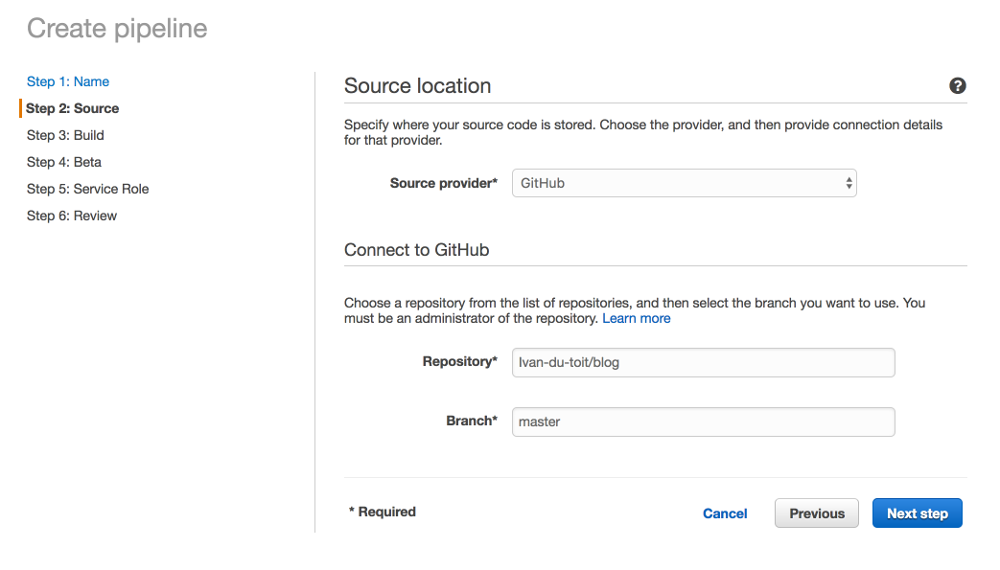 Create pipeline
Step 1: Name
Step 2: Source
Step 3: Build
Step 4: Beta
Step 5: Service Role
Step 6: Review
Source location
?
Specify where your source code is stored. Choose the provider, and then provide connection details
for that provider.
Source provider*
GitHub
Connect to GitHub
Choose a repository from the list of repositories, and then select the branch you want to use. You
must be an administrator of the repository. Learn more
Repository*
Ivan-du-toit/blog
Branch*
master
* Required
Cancel
Previous
Next step